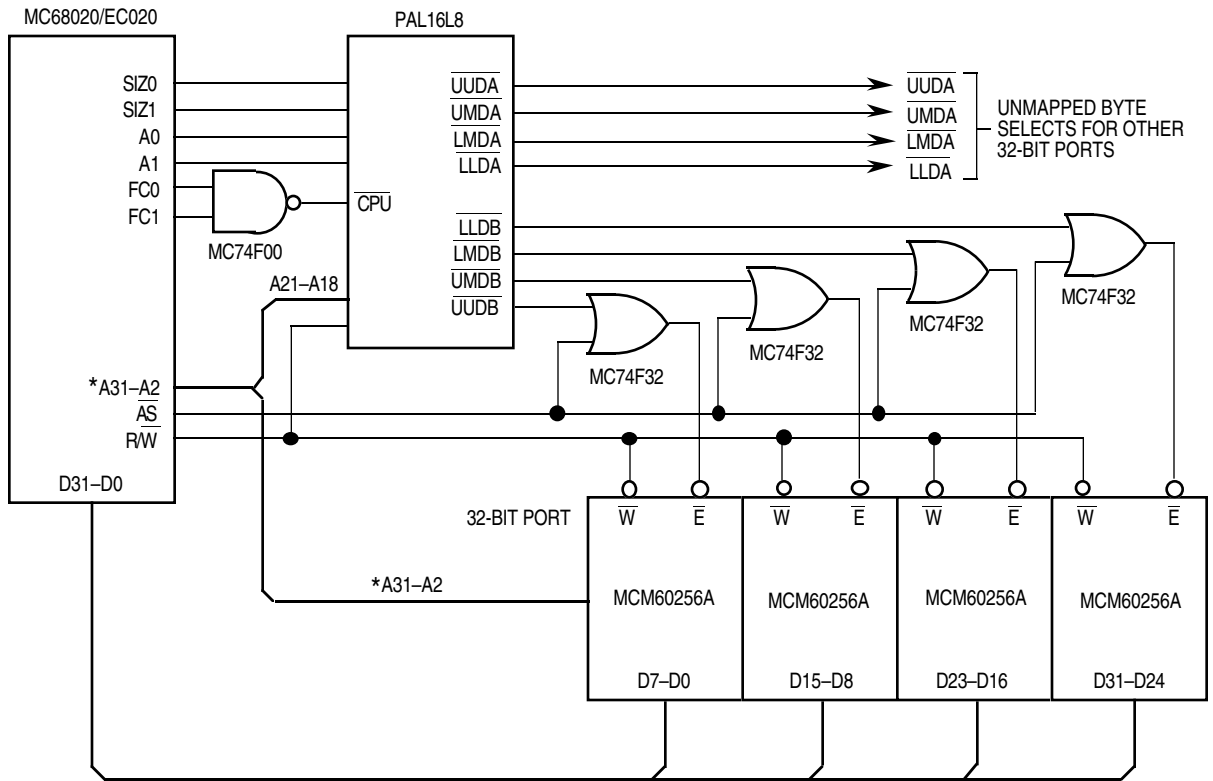 MC68020/EC020
PAL16L8
SIZ0
SIZ1
A0
A1
FC0
FC1
MC74F00
CPU
A21–A18
*A31–A2
AS
R/W
D31–D0
UUDA
UMDA
LMDA
LLDA
LLDB
LMDB
UMDB
UUDB
UUDA
UMDA
LMDA
LLDA
UNMAPPED BYTE
SELECTS FOR OTHER
32-BIT PORTS
MC74F32
MC74F32
MC74F32
MC74F32
32-BIT PORT
W E W E W E W E
*A31–A2
MCM60256A MCM60256A MCM60256A MCM60256A
D7–D0 D15–D8 D23–D16 D31–D24